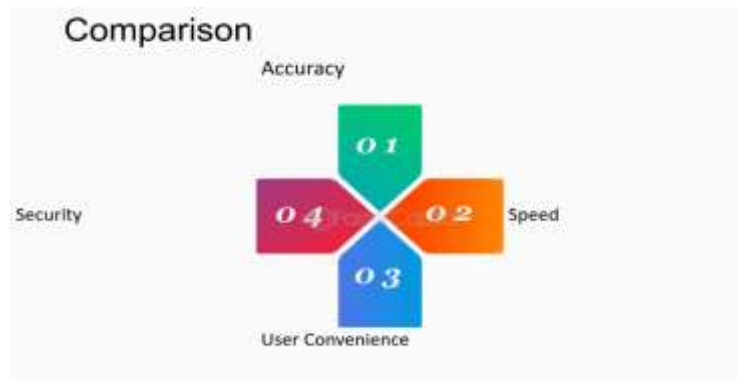 Comparison
Accuracy
01
Security
04
02
Speed
03
User Convenience